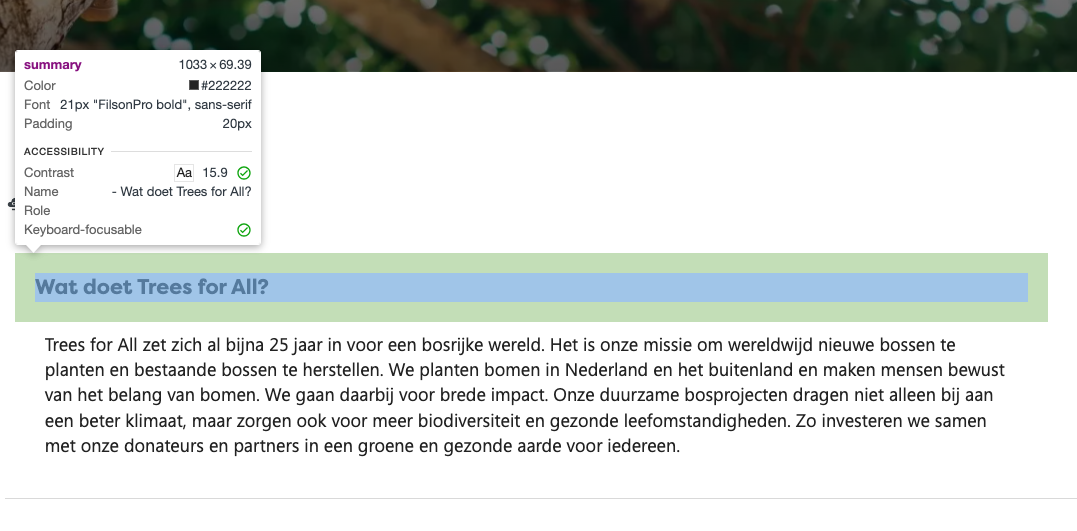 summary 1033 × 69.39
Color #222222
Font 21px "FilsonPro bold", sans-serif
Padding 20px
ACCESSIBILITY
Contrast Aa 15.9
Name - Wat doet Trees for All?
Role
Keyboard-focusable
Wat doet Trees for All?
Trees for All zet zich al bijna 25 jaar in voor een bosrijke wereld. Het is onze missie om wereldwijd nieuwe bossen te
planten en bestaande bossen te herstellen. We planten bomen in Nederland en het buitenland en maken mensen bewust
van het belang van bomen. We gaan daarbij voor brede impact. Onze duurzame bosprojecten dragen niet alleen bij aan
een beter klimaat, maar zorgen ook voor meer biodiversiteit en gezonde leefomstandigheden. Zo investeren we samen
met onze donateurs en partners in een groene en gezonde aarde voor iedereen.